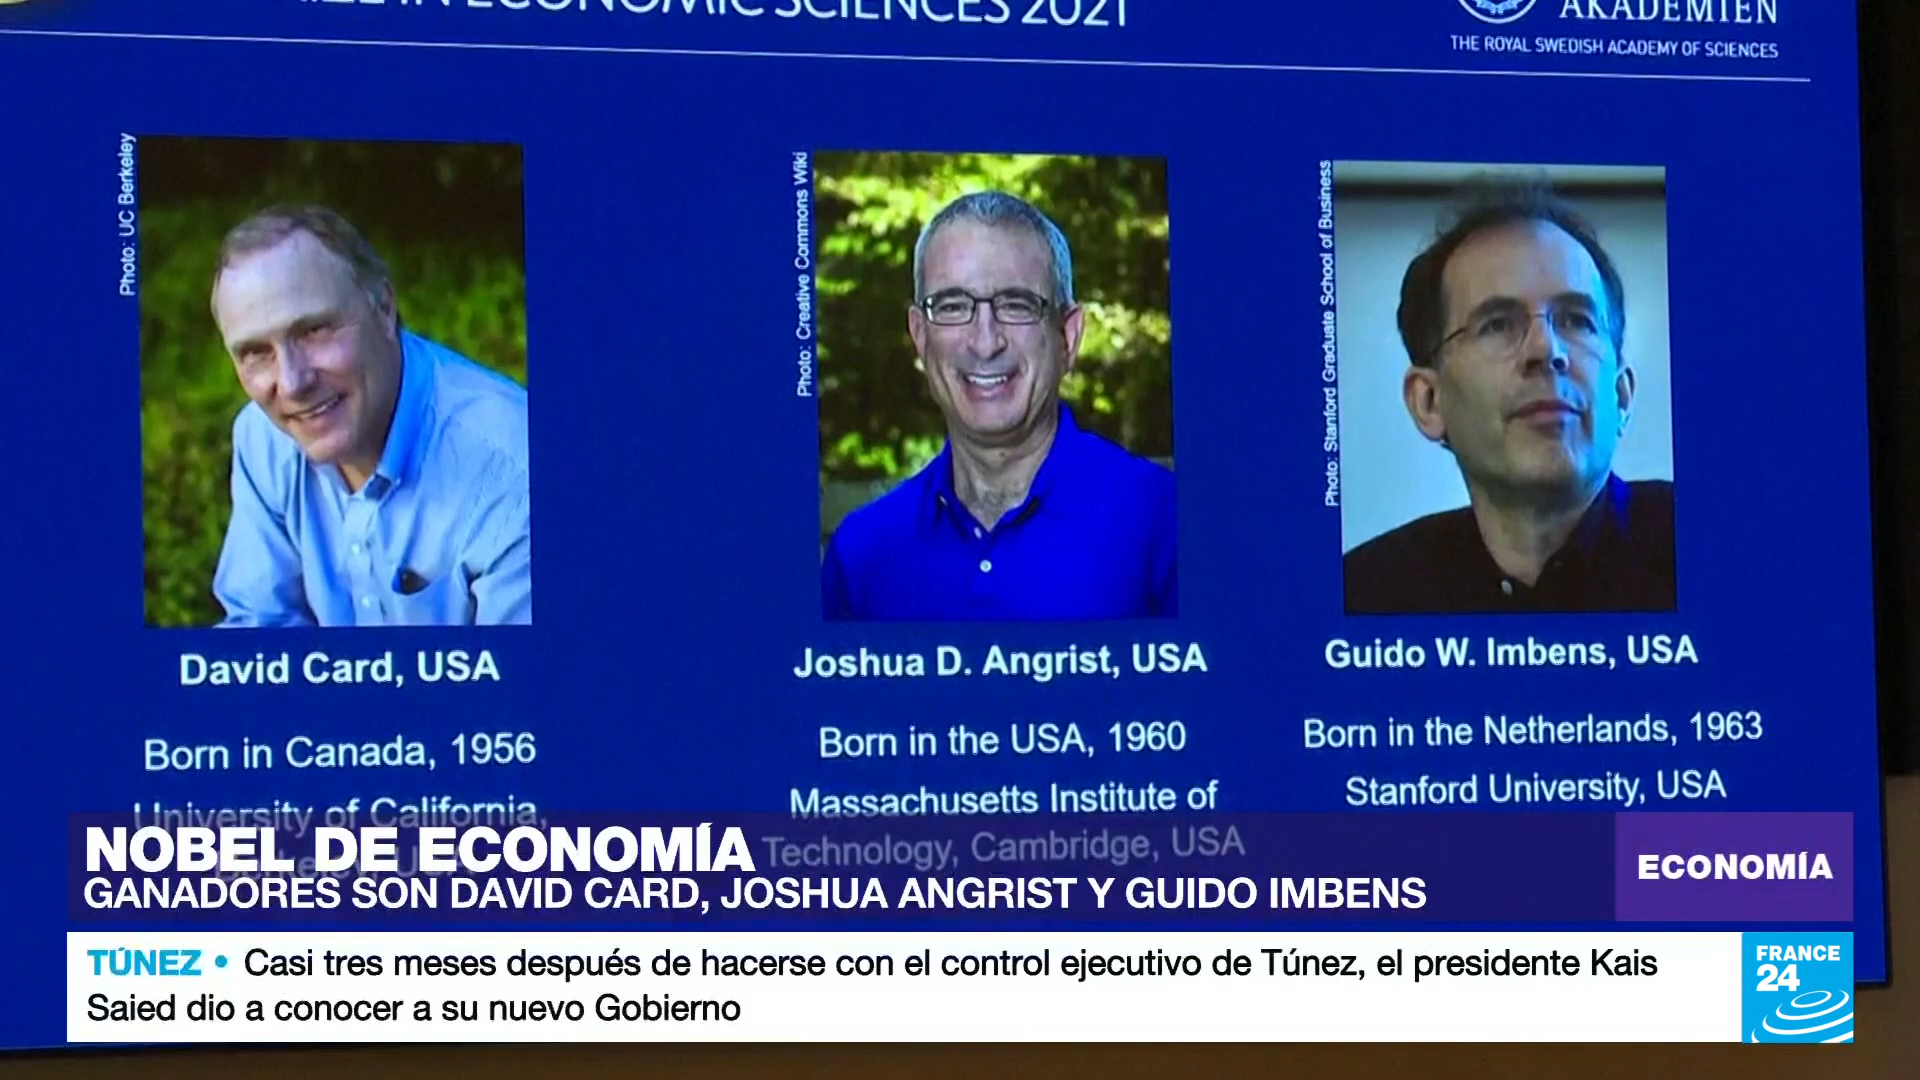 IN ECONOMIC SCIENCES 2021
AKADEMIEN
THE ROYAL SWEDISH ACADEMY OF SCIENCES
Photo: UC Berkeley
Photo: Creative Commons Wiki
Photo: Stanford Graduate School of Business
David Card, USA
Born in Canada, 1956
University of California,
Joshua D. Angrist, USA
Born in the USA, 1960
Massachusetts Institute of
Technology, Cambridge, USA
Guido W. Imbens, USA
Born in the Netherlands, 1963
Stanford University, USA
NOBEL DE ECONOMÍA
GANADORES SON DAVID CARD, JOSHUA ANGRIST Y GUIDO IMBENS
ECONOMÍA
TÚNEZ • Casi tres meses después de hacerse con el control ejecutivo de Túnez, el presidente Kais
Saied dio a conocer a su nuevo Gobierno
FRANCE
24